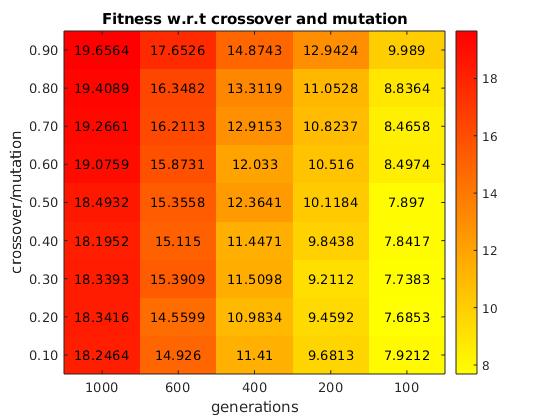 Fitness w.r.t crossover and mutation
0.90 19.6564 17.6526 14.8743 12.9424 9.989
0.80 19.4089 16.3482 13.3119 11.0528 8.8364
0.70 19.2661 16.2113 12.9153 10.8237 8.4658
0.60 19.0759 15.8731 12.033 10.516 8.4974
0.50 18.4932 15.3558 12.3641 10.1184 7.897
0.40 18.1952 15.115 11.4471 9.8438 7.8417
0.30 18.3393 15.3909 11.5098 9.2112 7.7383
0.20 18.3416 14.5599 10.9834 9.4592 7.6853
0.10 18.2464 14.926 11.41 9.6813 7.9212
1000 600 400 200 100
generations
crossover/mutation
18
16
14
12
10
8